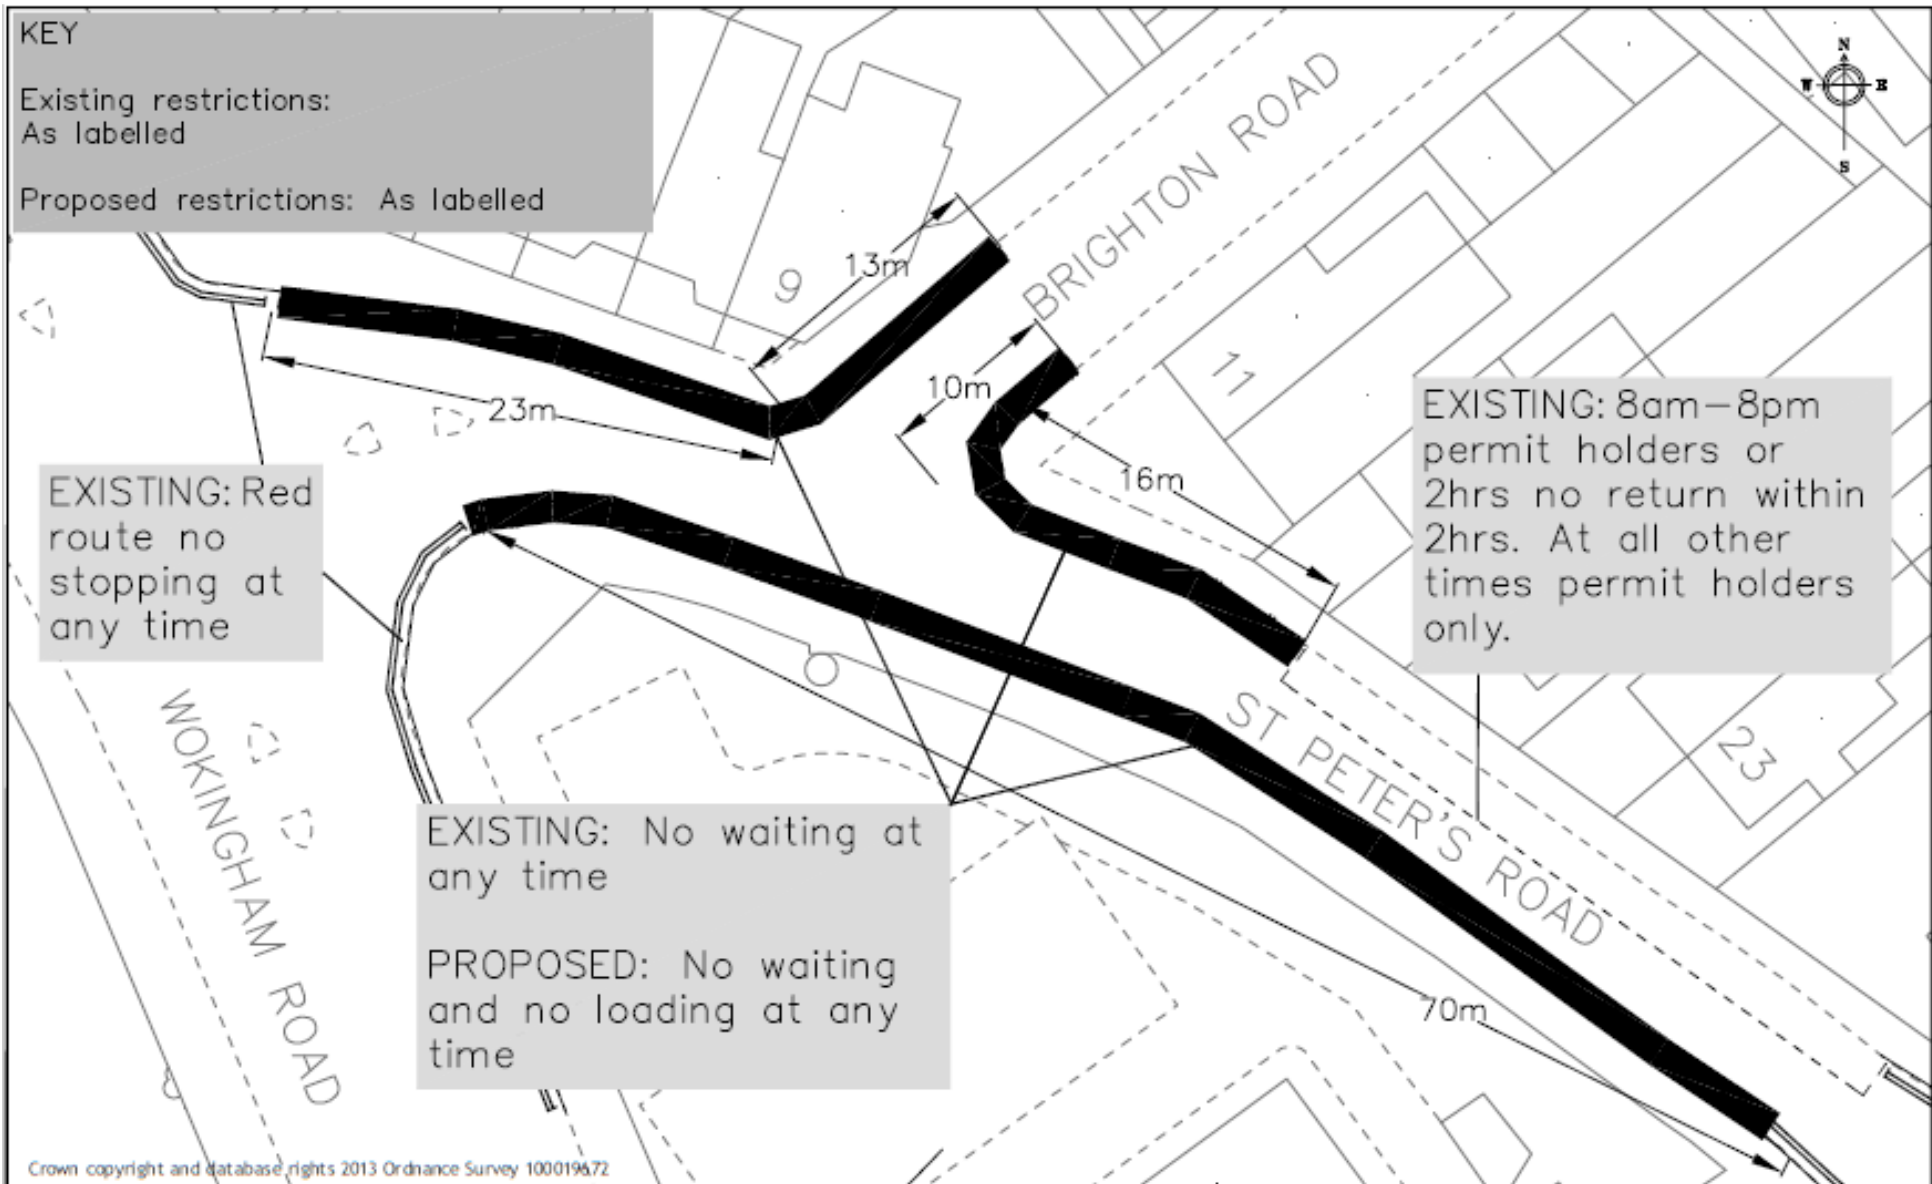 KEY
Existing restrictions:
As labelled
Proposed restrictions: As labelled
N
W E
S
BRIGHTON ROAD
13m
9
10m
11
23m
16m
EXISTING: 8am-8pm
permit holders or
2hrs no return within
2hrs. At all other
times permit holders
only.
EXISTING: Red
route no
stopping at
any time
WOKINGHAM ROAD
ST PETER'S ROAD
23
EXISTING: No waiting at
any time
PROPOSED: No waiting
and no loading at any
time
70m
Crown copyright and database rights 2013 Ordnance Survey 100019672